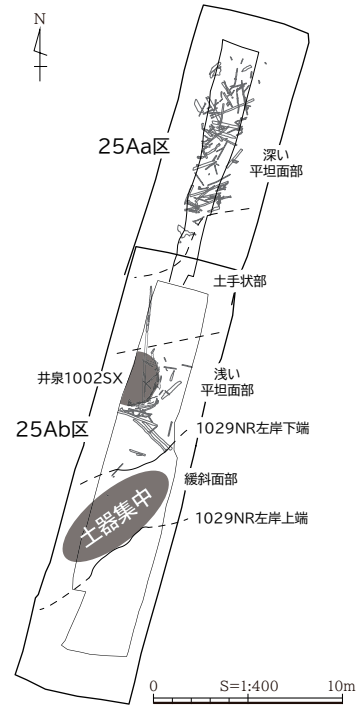 N
25Aa区
深い
平坦面部
土手状部
井泉1002SX
浅い
平坦面部
25Ab区
1029NR左岸下端
緩斜面部
土器集中
1029NR左岸上端
0 S=1:400 10m